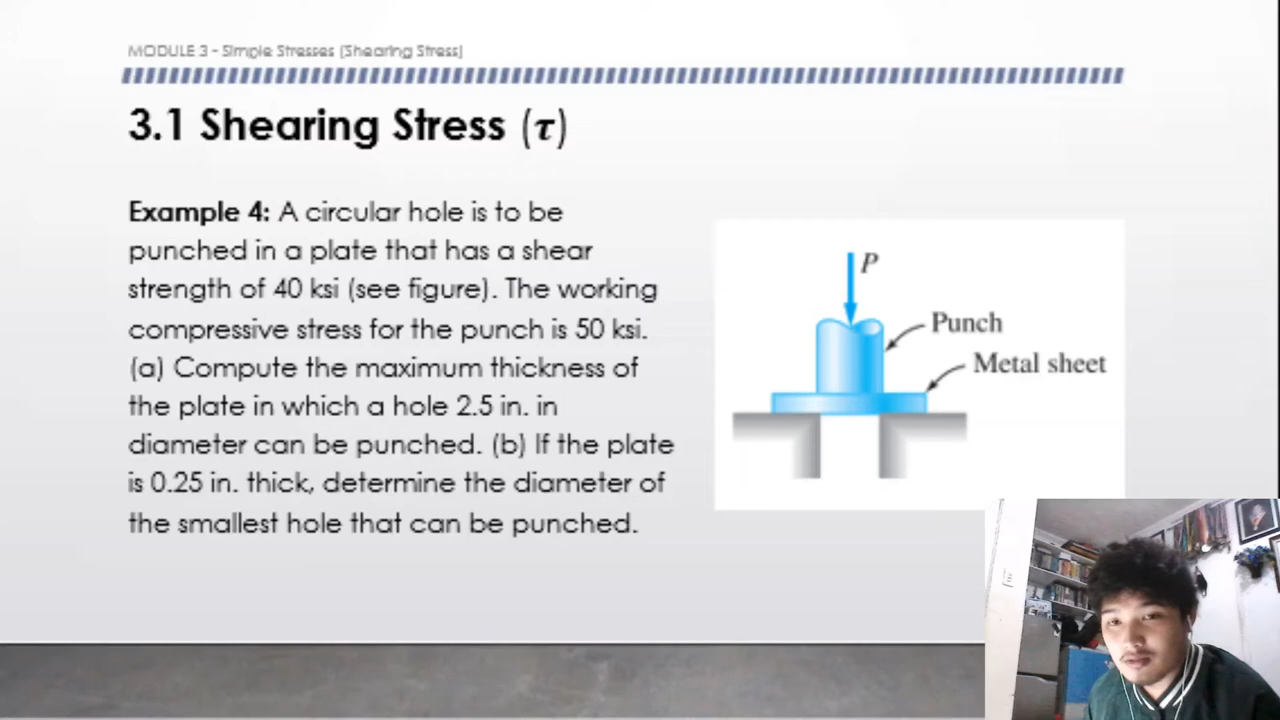 MODULE 3 - Simple Stresses (Shearing Stress)
3.1 Shearing Stress (τ)
Example 4: A circular hole is to be
punched in a plate that has a shear
strength of 40 ksi (see figure). The working
compressive stress for the punch is 50 ksi.
(a) Compute the maximum thickness of
the plate in which a hole 2.5 in. in
diameter can be punched. (b) If the plate
is 0.25 in. thick, determine the diameter of
the smallest hole that can be punched.
P
Punch
Metal sheet